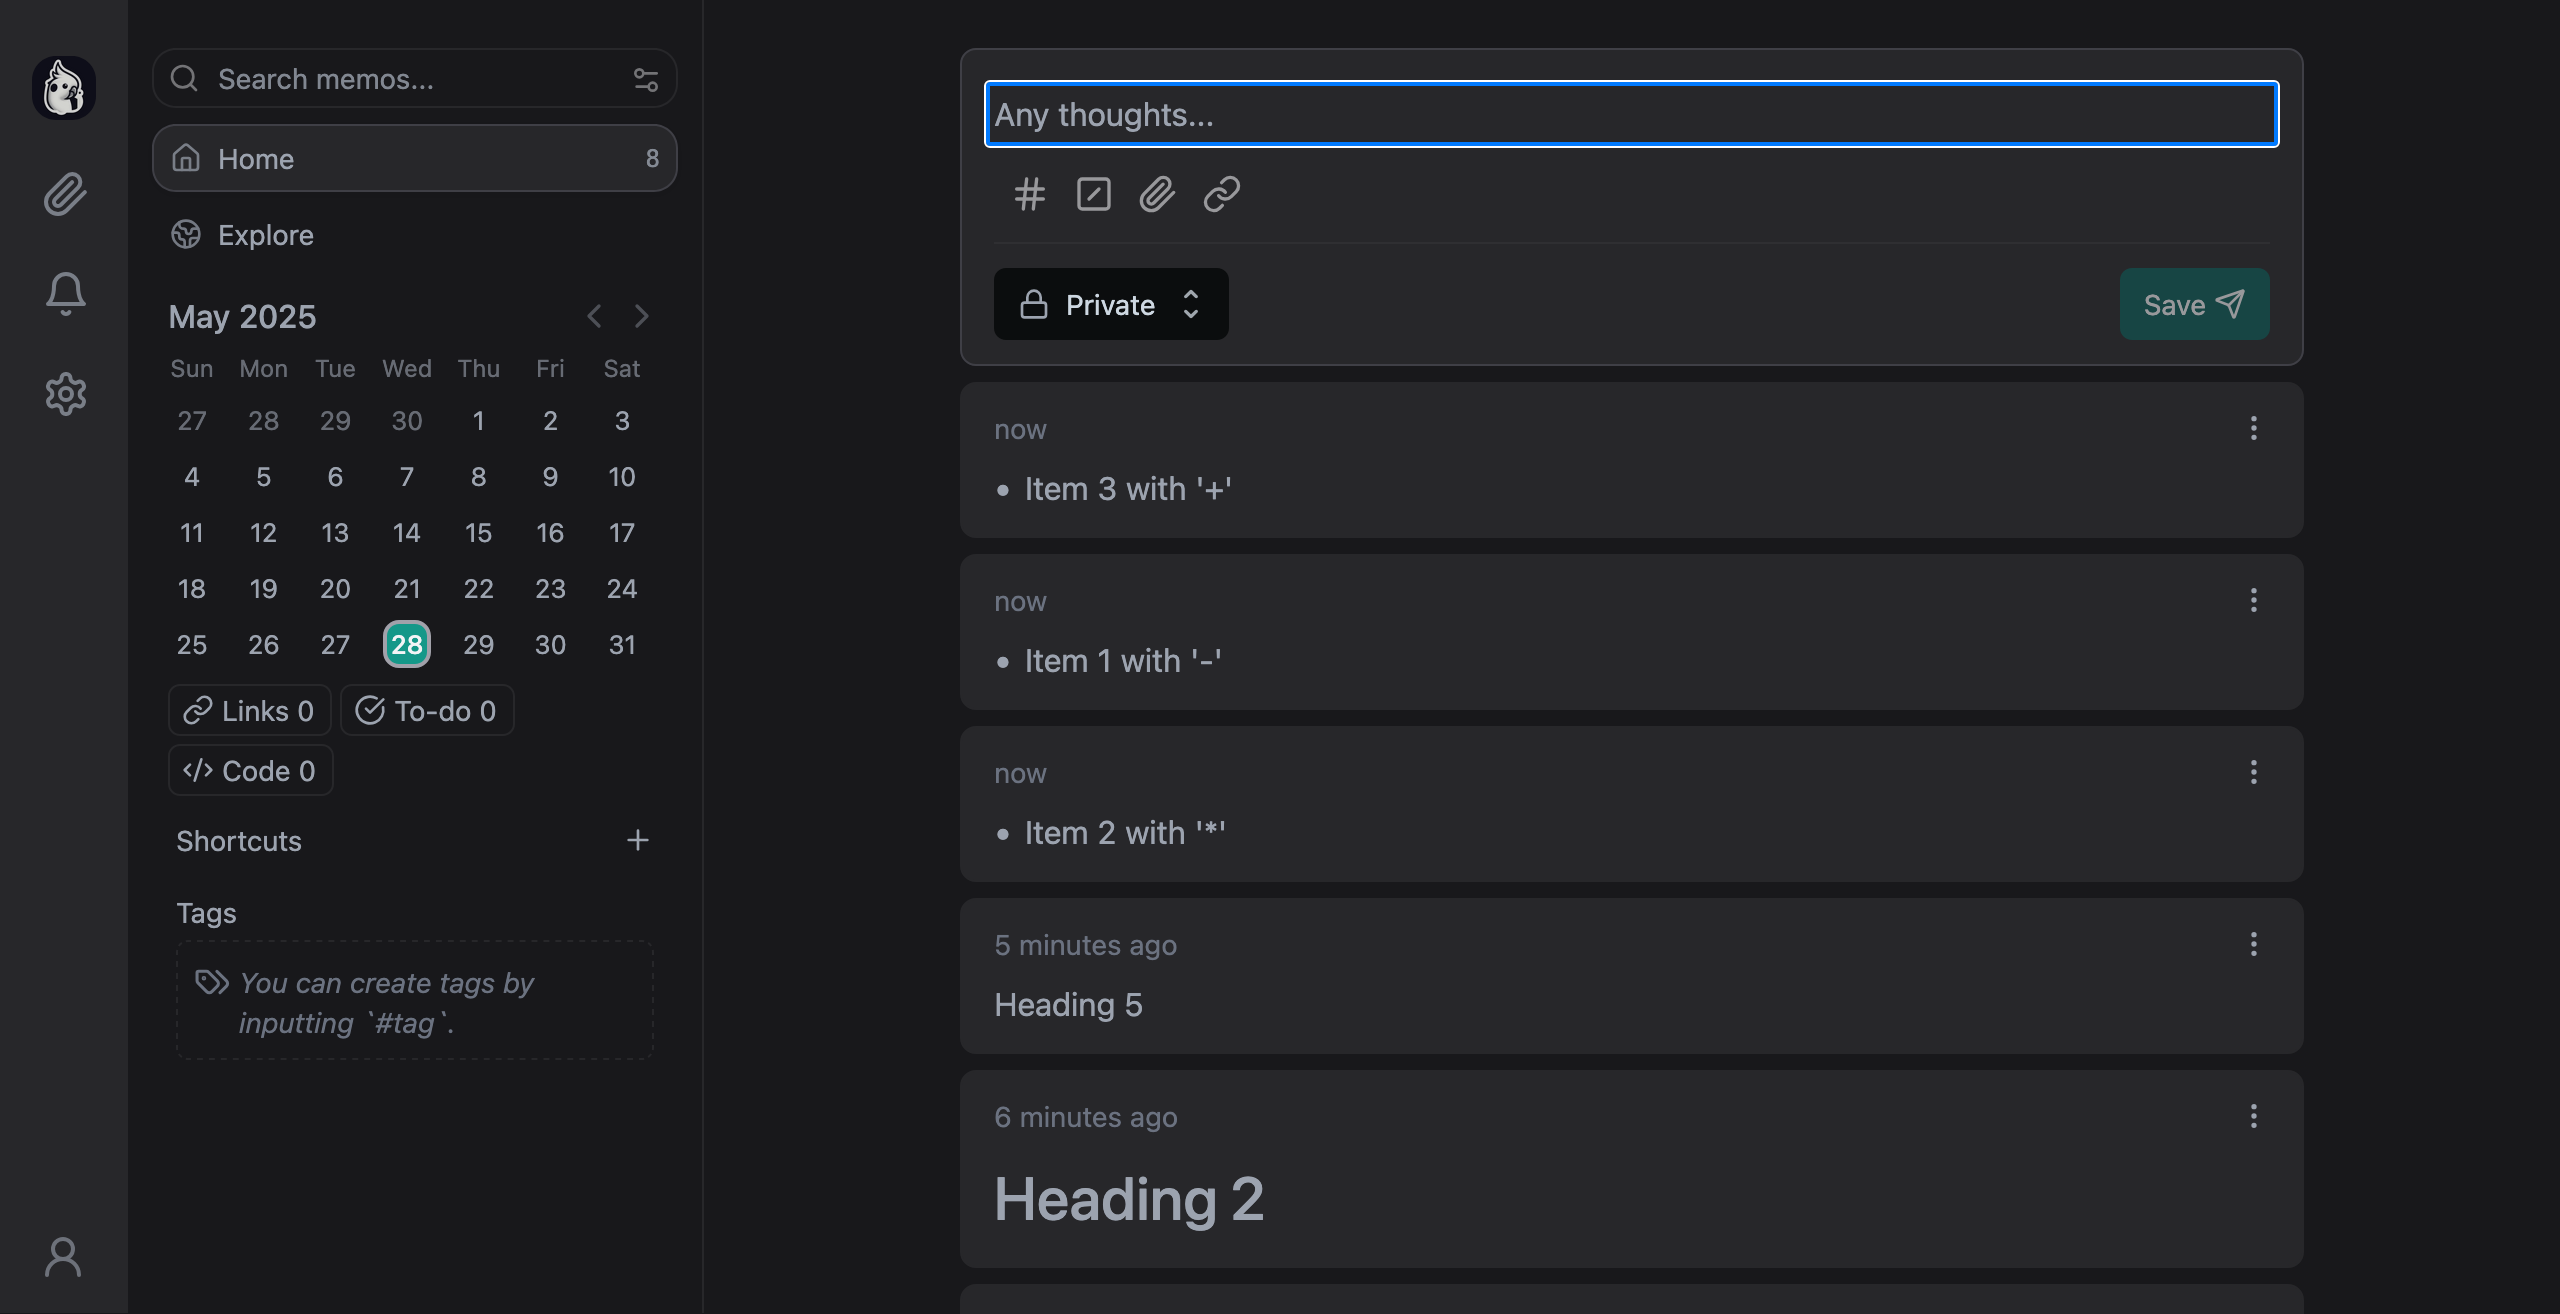 Search memos...
Home 8
Explore
May 2025
Sun Mon Tue Wed Thu Fri Sat
27 28 29 30 1 2 3
4 5 6 7 8 9 10
11 12 13 14 15 16 17
18 19 20 21 22 23 24
25 26 27 28 29 30 31
Links 0 To-do 0
Code 0
Shortcuts
Tags
You can create tags by
inputting `#tag`.
Any thoughts...
Private
Save
now
Item 3 with '+'
now
Item 1 with '-'
now
Item 2 with '*'
5 minutes ago
Heading 5
6 minutes ago
Heading 2